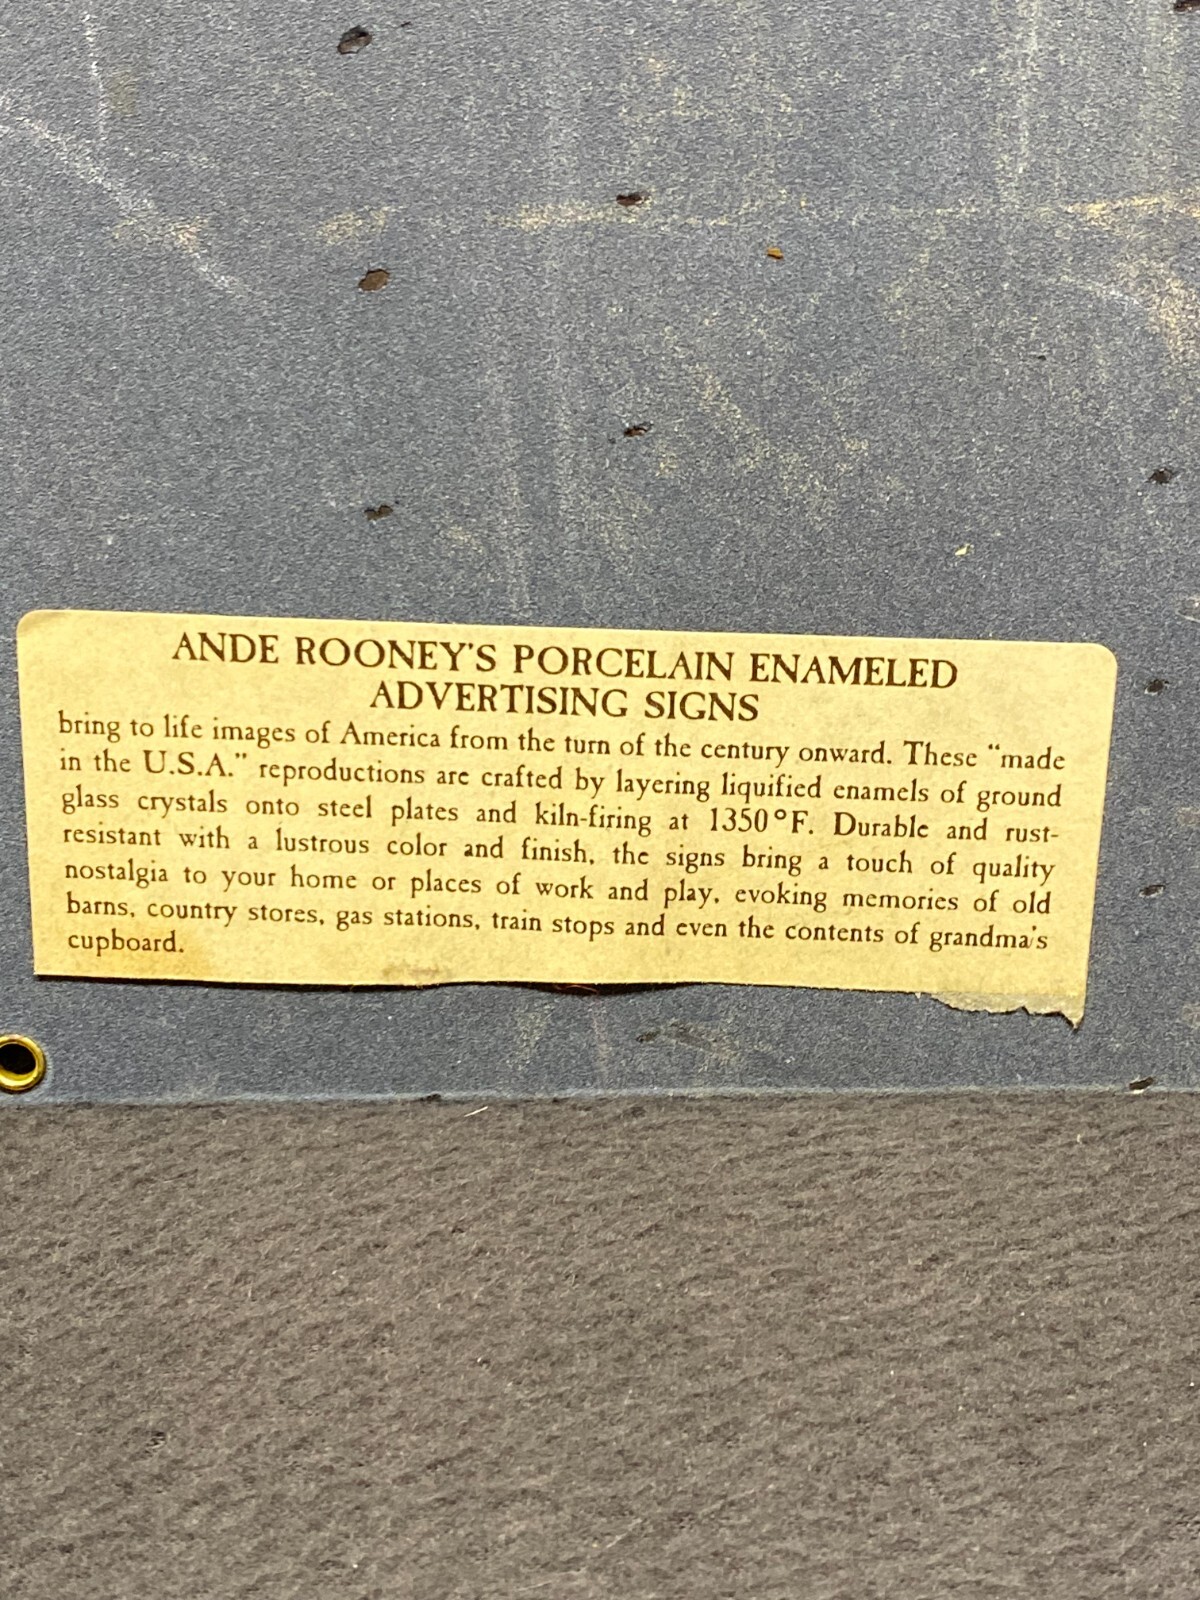 ANDE ROONEY'S PORCELAIN ENAMELED
ADVERTISING SIGNS
bring to life images of America from the turn of the century onward. These "made
in the U.S.A." reproductions are crafted by layering liquified enamels of ground
glass crystals onto steel plates and kiln-firing at 1350°F. Durable and rust-
resistant with a lustrous color and finish, the signs bring a touch of quality
nostalgia to your home or places of work and play, evoking memories of old
barns, country stores, gas stations, train stops and even the contents of grandma's
cupboard.